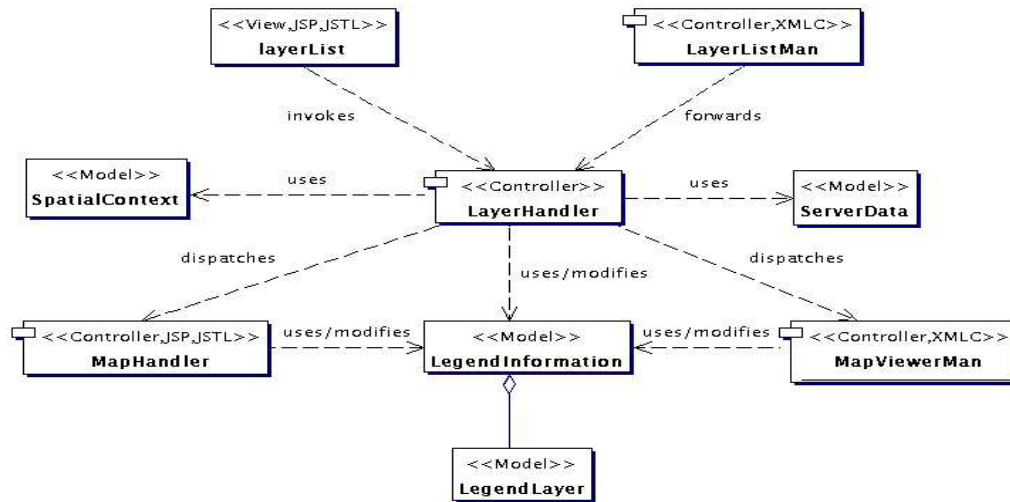 <<View,JSP,JSTL>>
layerList
<<Controller,XMLC>>
LayerListMan
invokes
forwards
<<Model>>
SpatialContext
uses
<<Controller>>
LayerHandler
uses
<<Model>>
ServerData
dispatches
uses/modifies
dispatches
<<Controller,JSP,JSTL>>
MapHandler
uses/modifies
<<Model>>
LegendInformation
uses/modifies
<<Controller,XMLC>>
MapViewerMan
<<Model>>
LegendLayer